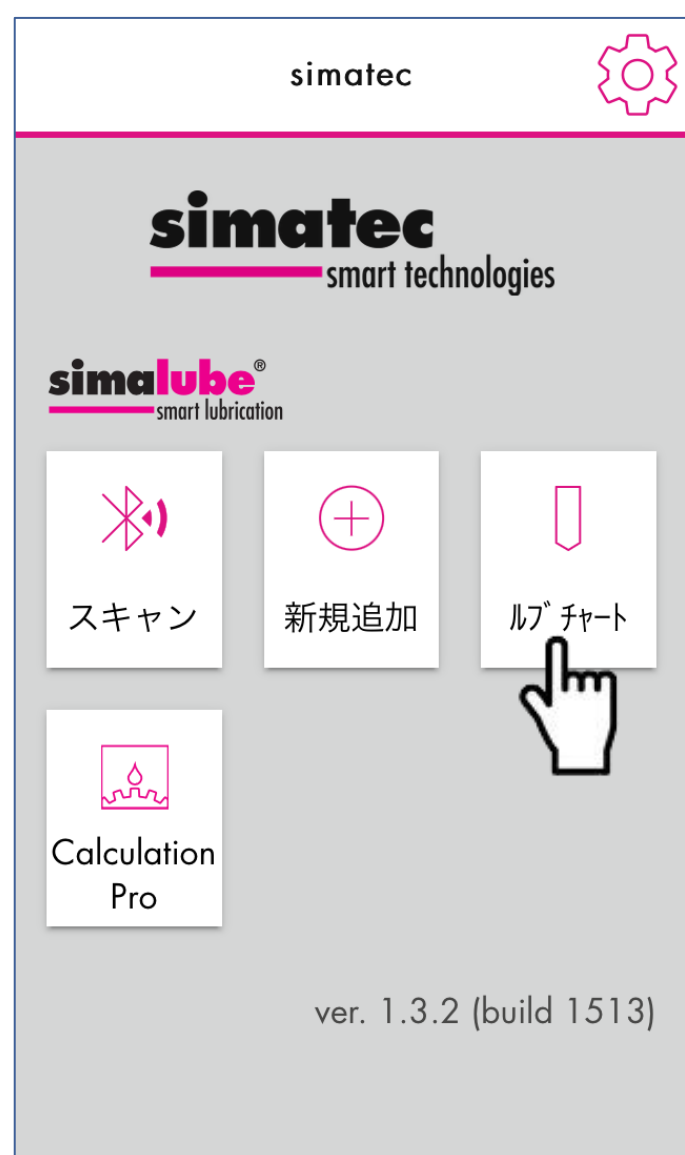 simatec
simatec
smart technologies
simalube®
smart lubrication
スキャン
新規追加
ﾙﾌﾞﾁｬｰﾄ
Calculation
Pro
ver. 1.3.2 (build 1513)